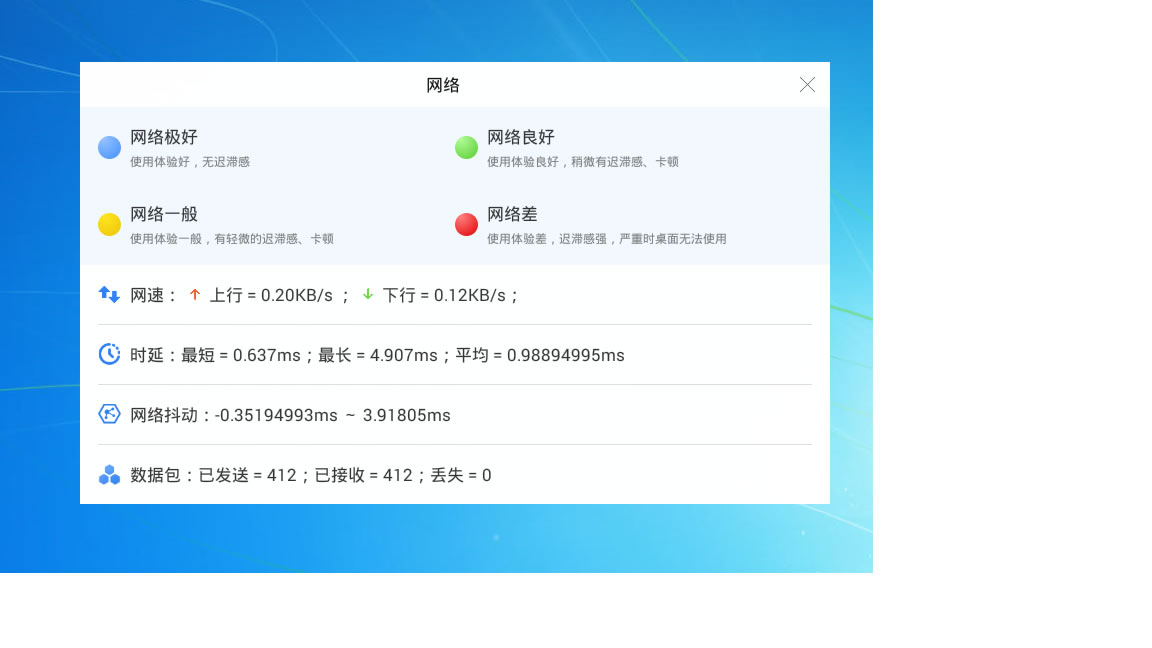 网络
网络极好
使用体验好，无迟滞感
网络良好
使用体验良好，稍微有迟滞感、卡顿
网络一般
使用体验一般，有轻微的迟滞感、卡顿
网络差
使用体验差，迟滞感强，严重时桌面无法使用
网速： ↑ 上行 = 0.20KB/s ； ↓ 下行 = 0.12KB/s；
时延：最短 = 0.637ms；最长 = 4.907ms；平均 = 0.98894995ms
网络抖动：-0.35194993ms ~ 3.91805ms
数据包：已发送 = 412；已接收 = 412；丢失 = 0